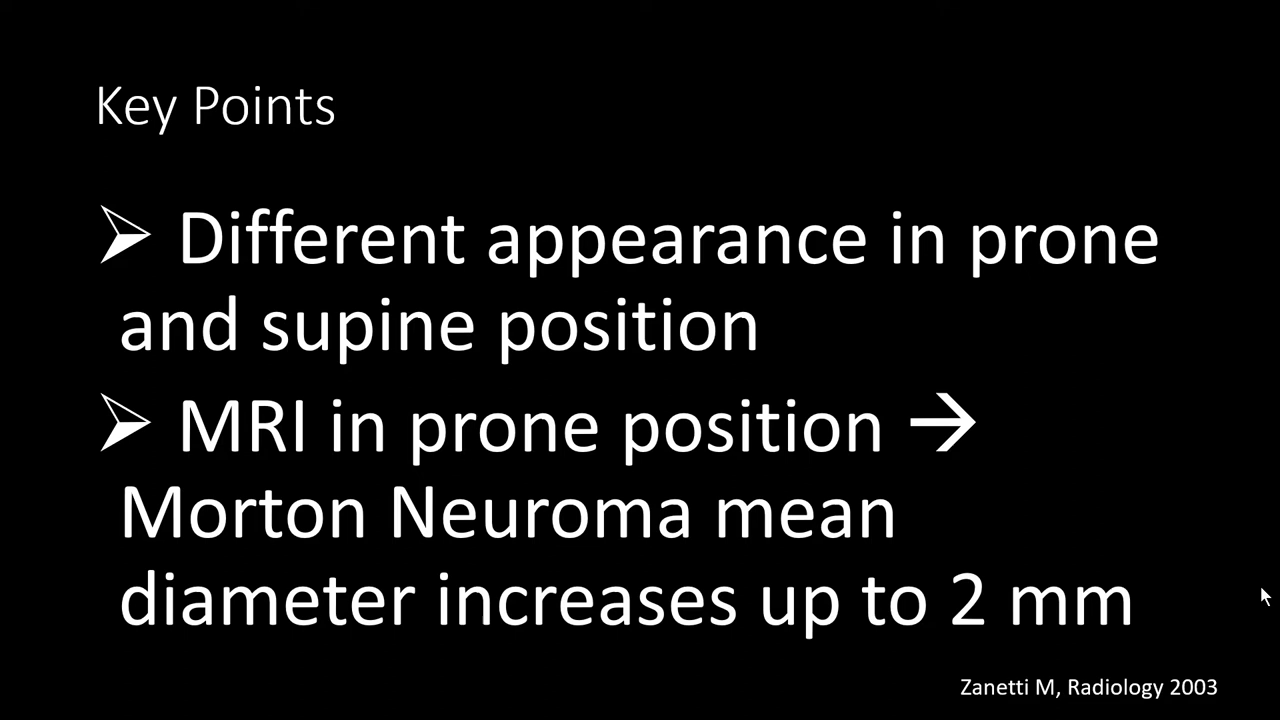 Key Points
➢ Different appearance in prone
and supine position
➢ MRI in prone position →
Morton Neuroma mean
diameter increases up to 2 mm
Zanetti M, Radiology 2003